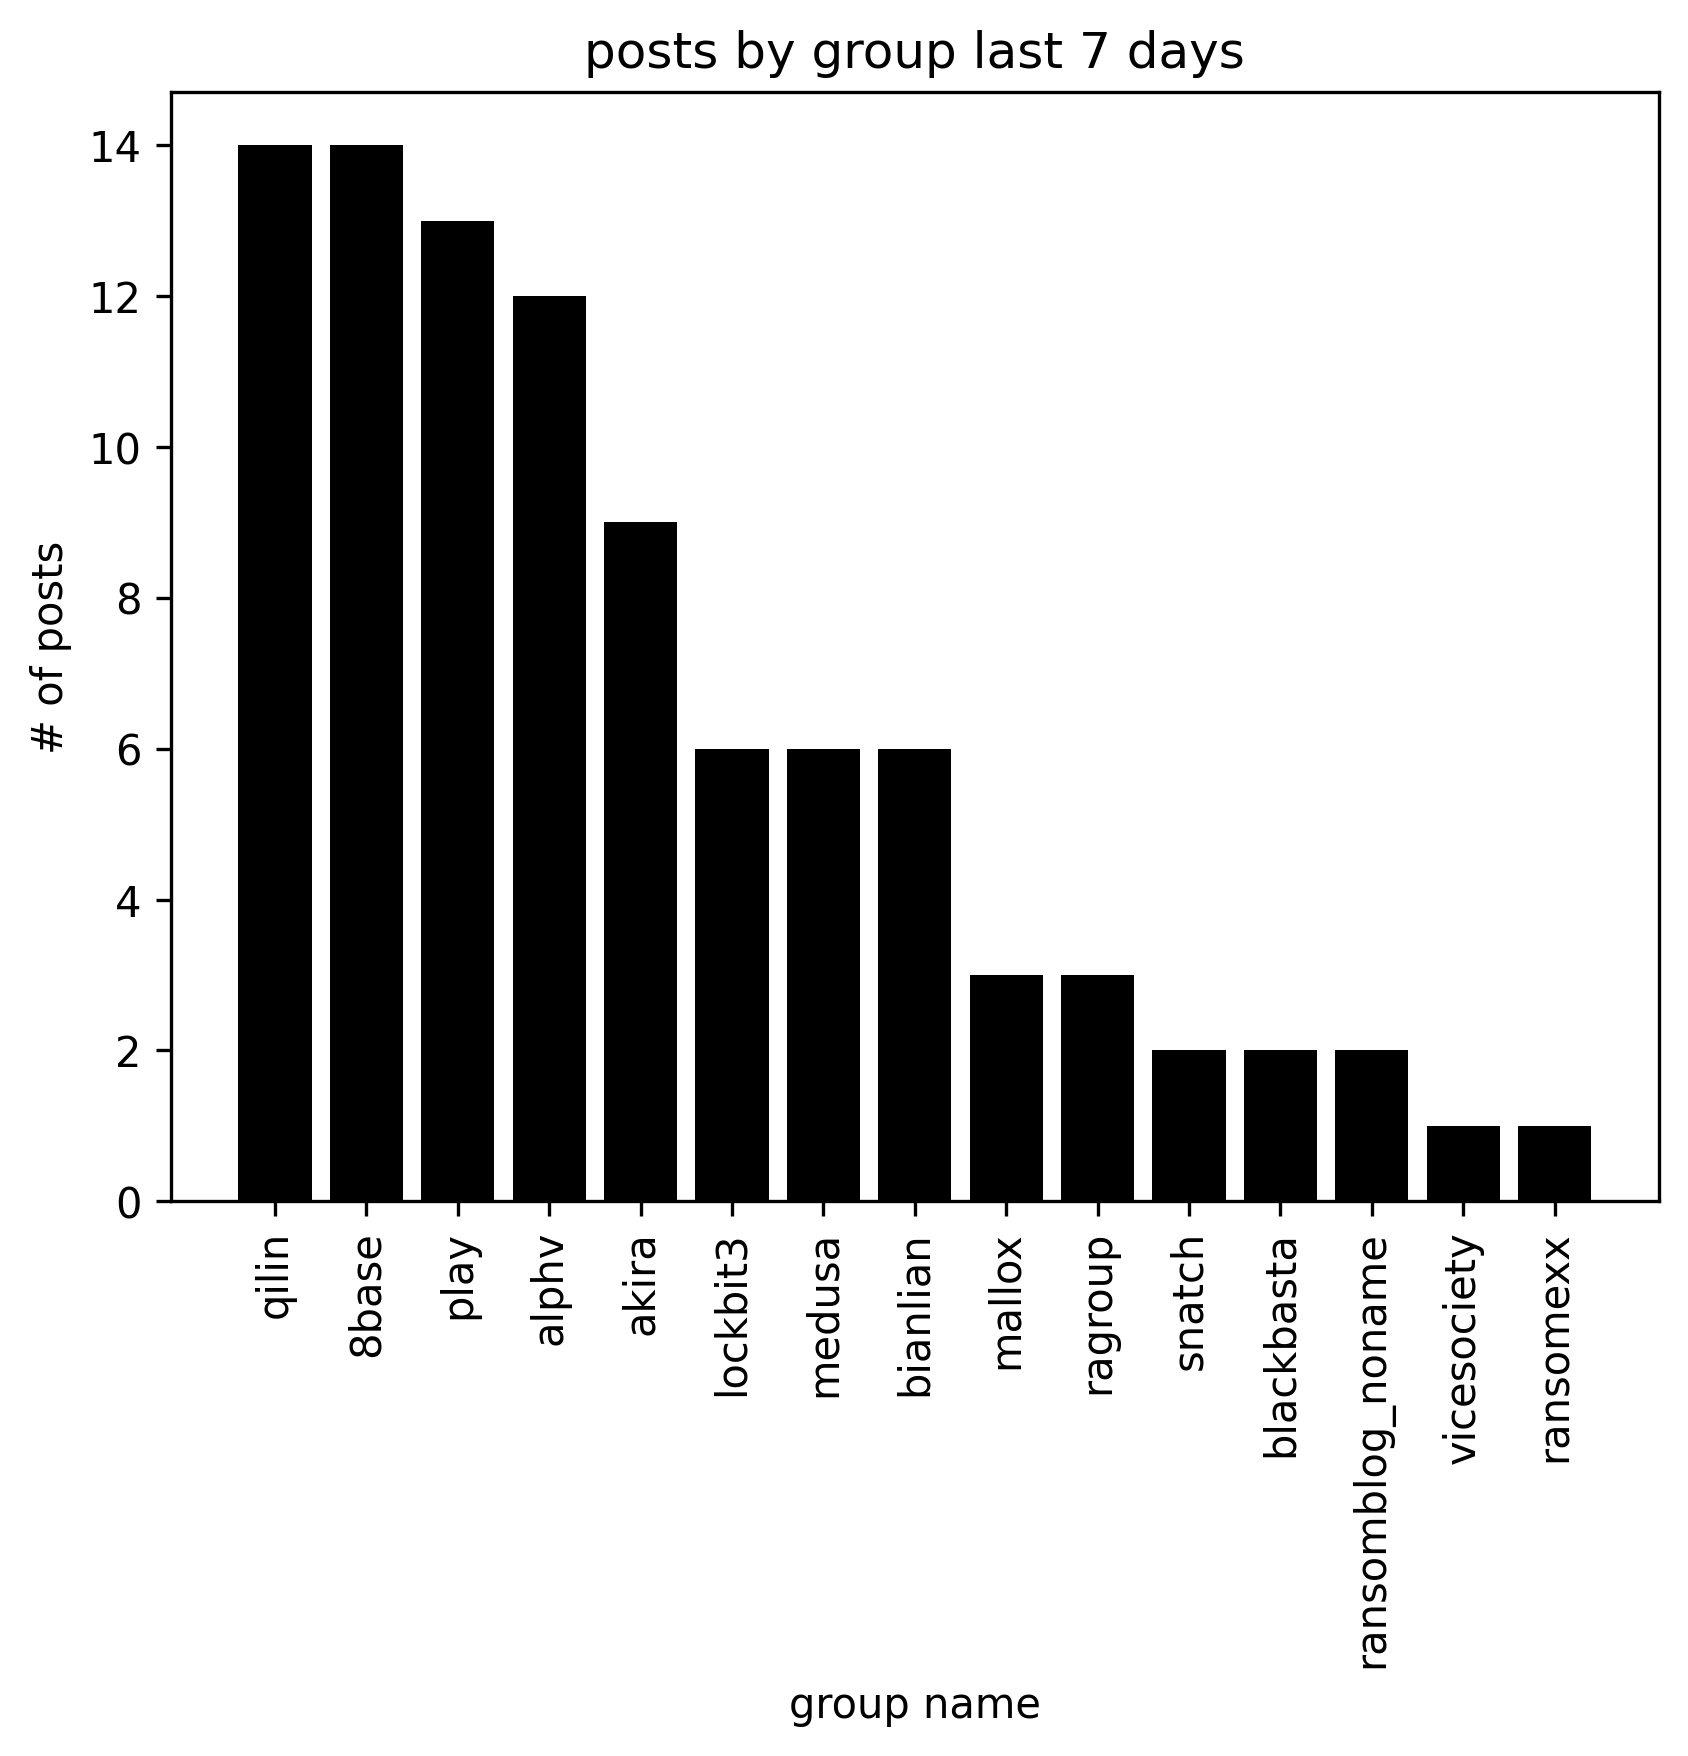 posts by group last 7 days
14
12
10
8
6
4
2
0
# of posts
qilin
8base
play
alphv
akira
lockbit3
medusa
bianlian
mallox
ragroup
snatch
blackbasta
ransomblog_noname
vicesociety
ransomexx
group name